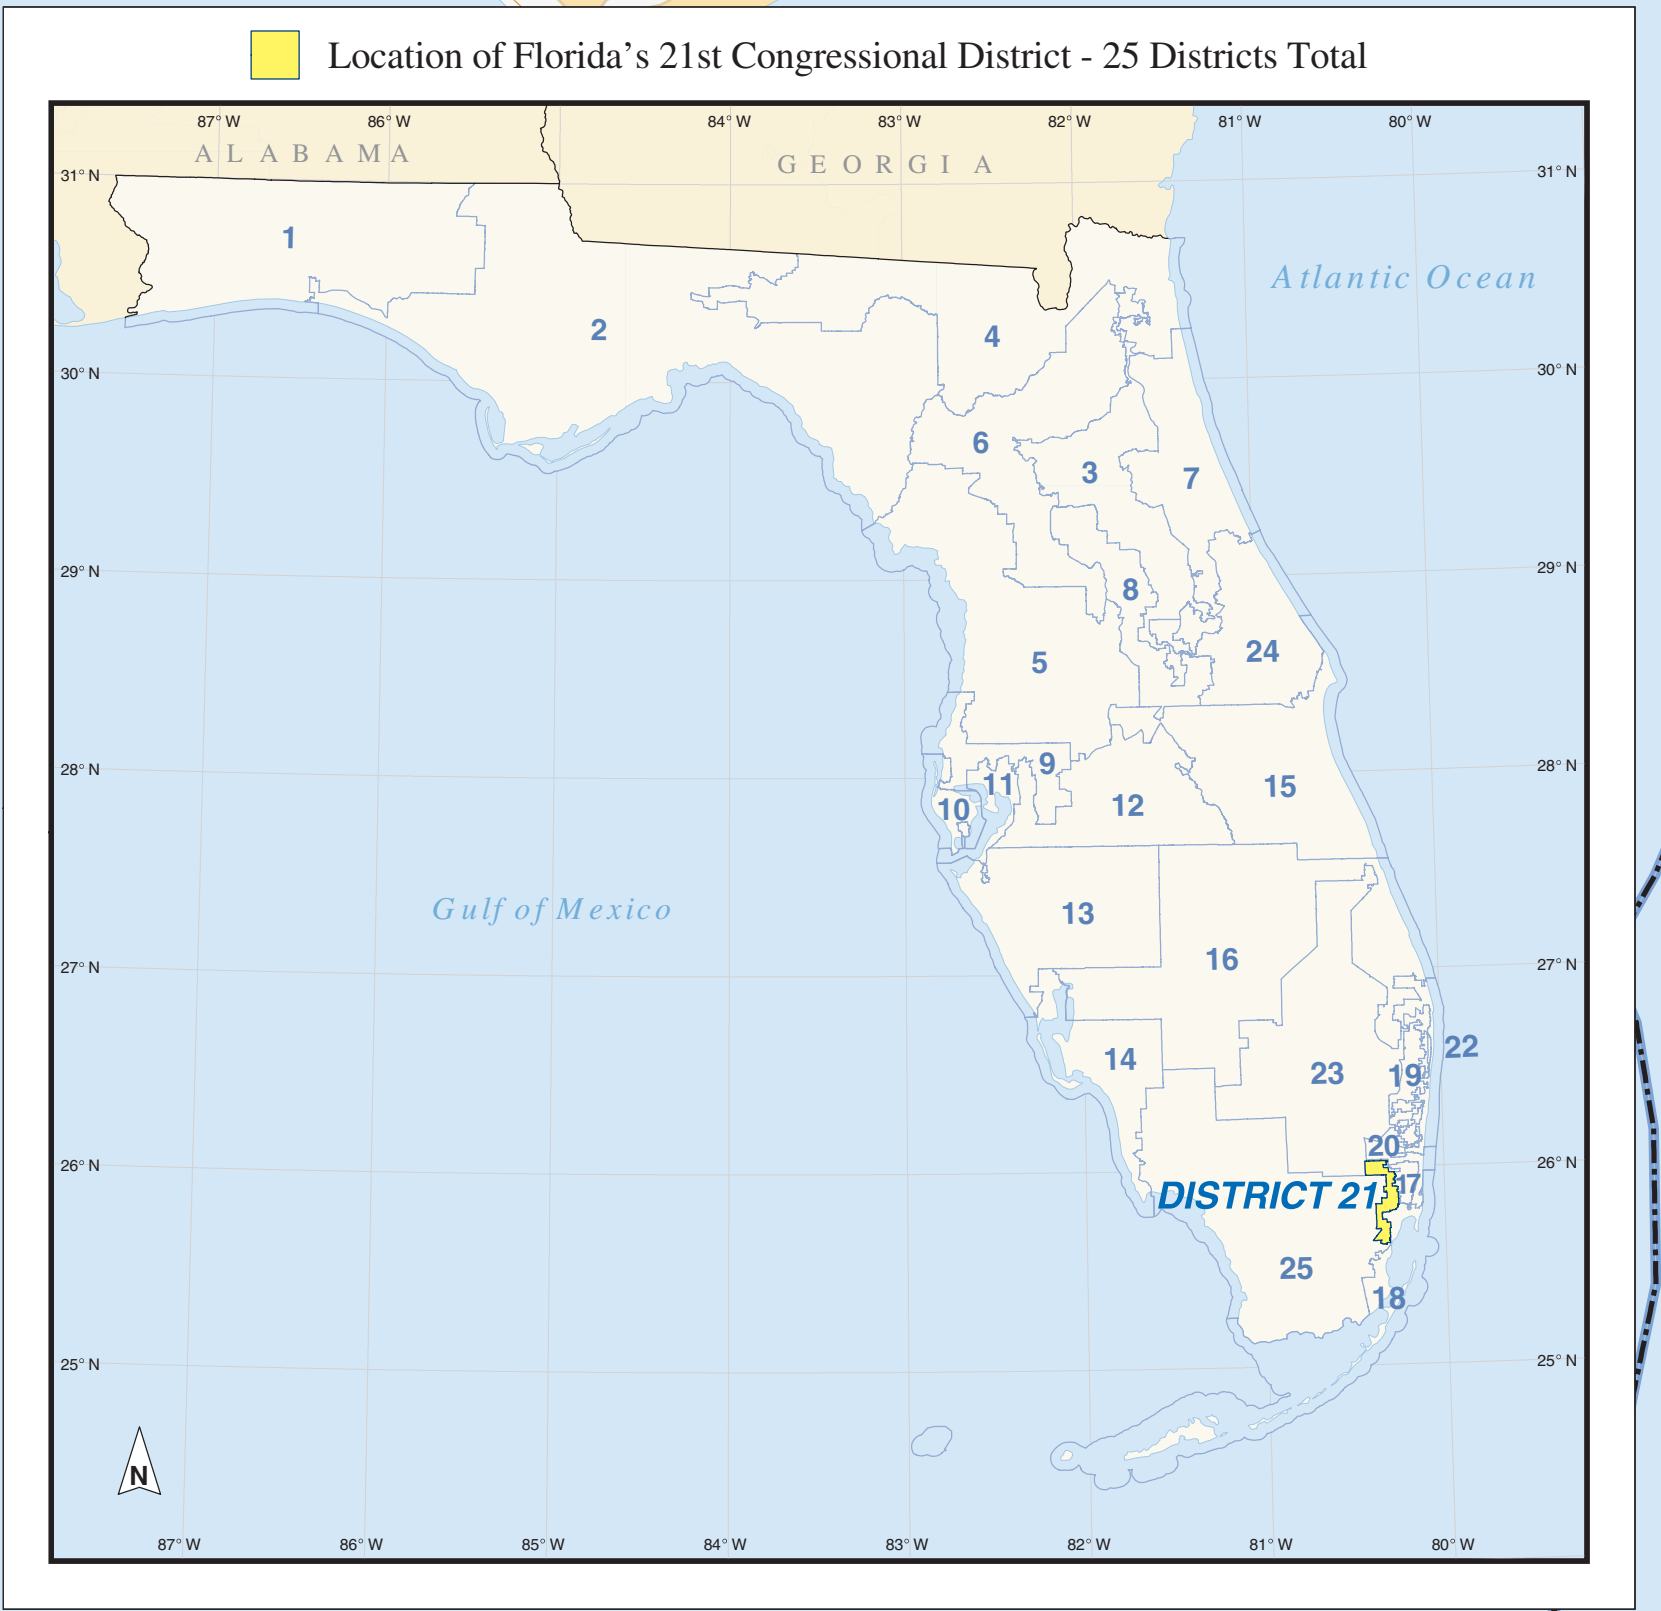 Location of Florida's 21st Congressional District - 25 Districts Total
87° W 86° W 84° W 83° W 82° W 81° W 80° W
ALABAMA
GEORGIA
31° N 31° N
1
Atlantic Ocean
2
4
30° N 30° N
6
3
7
29° N 29° N
8
24
5
28° N 28° N
9
11
15
10
12
Gulf of Mexico
13
16
27° N 27° N
22
14
23
19
20
26° N 26° N
17
DISTRICT 21
25
18
25° N 25° N
N
87° W 86° W 85° W 84° W 83° W 82° W 81° W 80° W